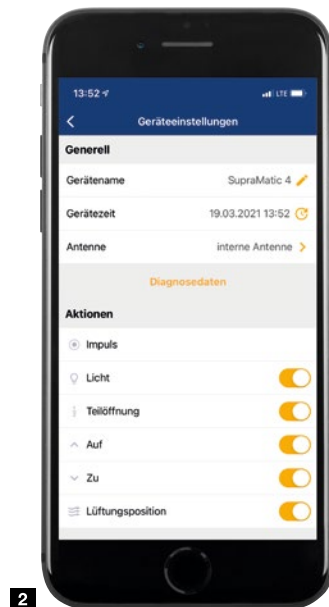 13:52
LTE
Geräteeinstellungen
Generell
Gerätename SupraMatic 4
Gerätezeit 19.03.2021 13:52
Antenne interne Antenne
Diagnosedaten
Aktionen
Impuls
Licht
Teilöffnung
Auf
Zu
Lüftungsposition
2